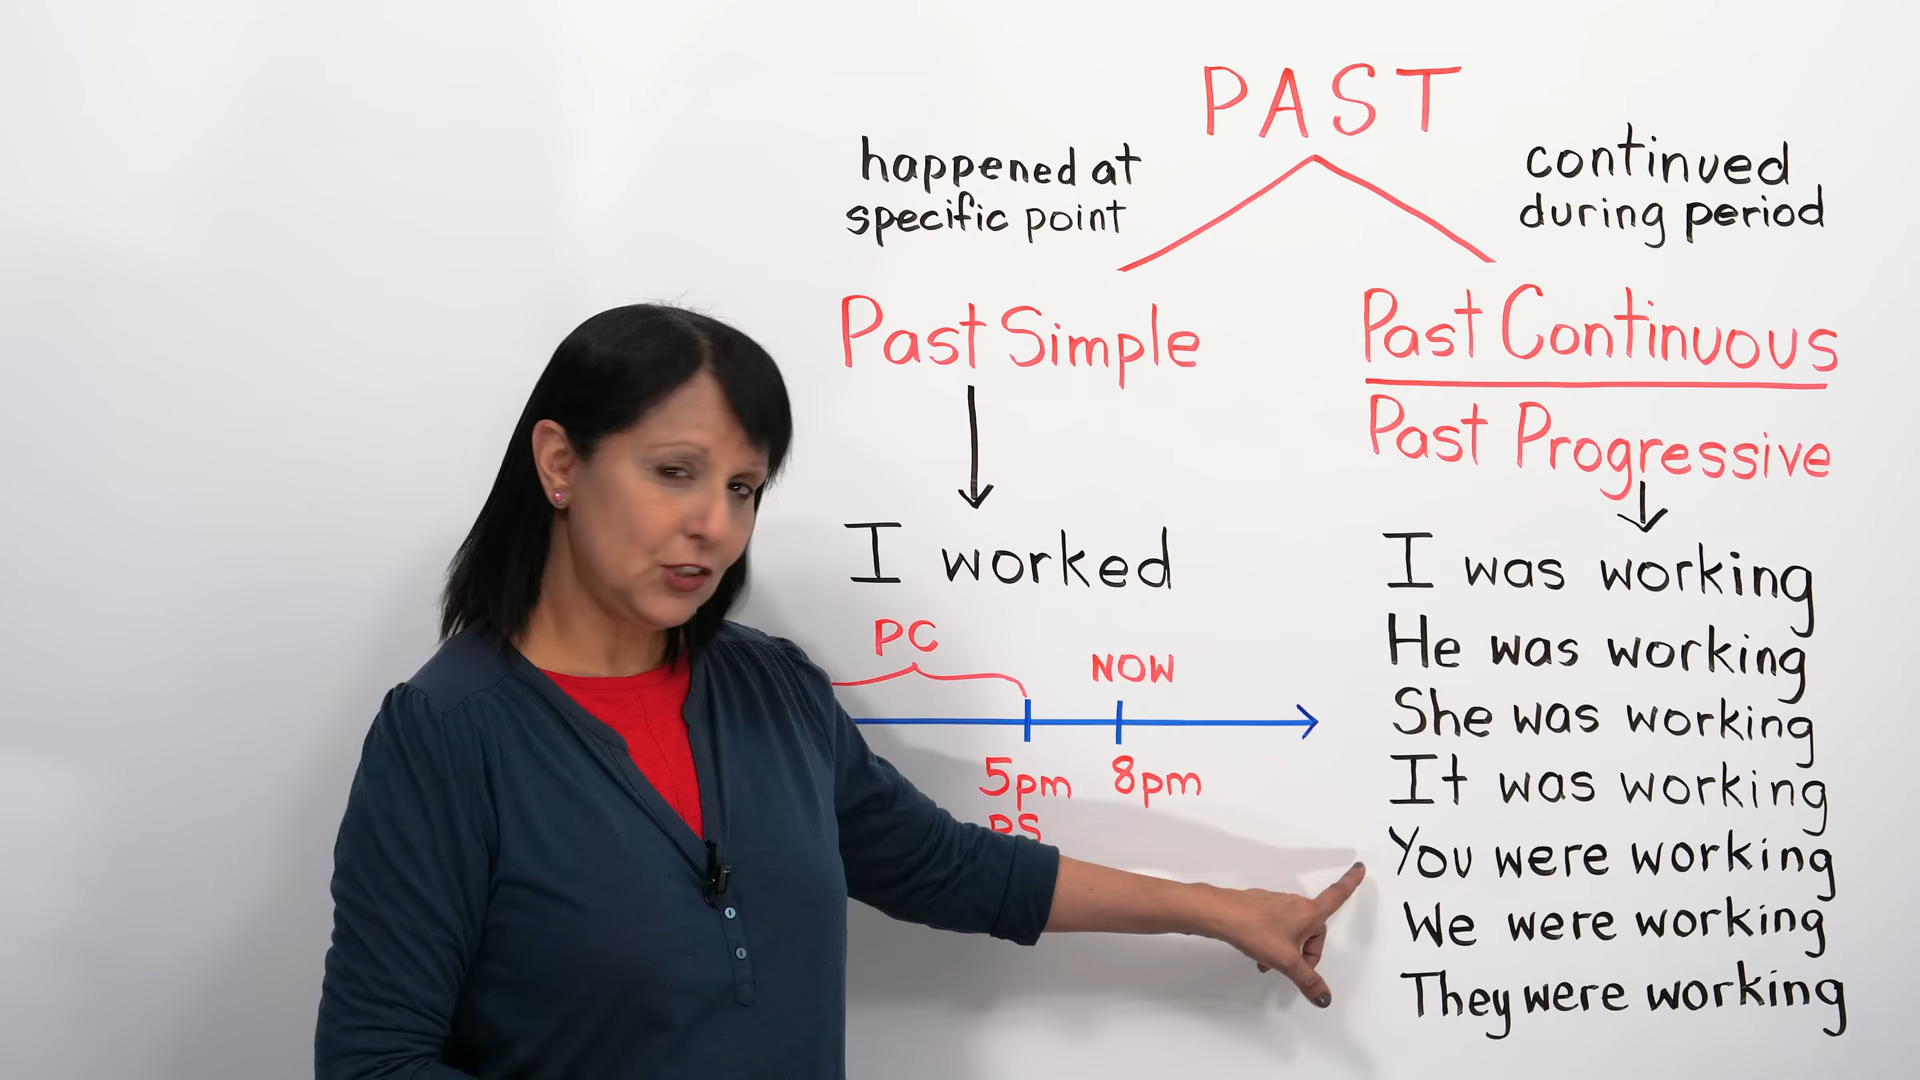 PAST
happened at
specific point
continued
during period
Past Simple
Past Continuous
Past Progressive
I worked
PC
NOW
5pm 8pm
PS
I was working
He was working
She was working
It was working
You were working
We were working
They were working